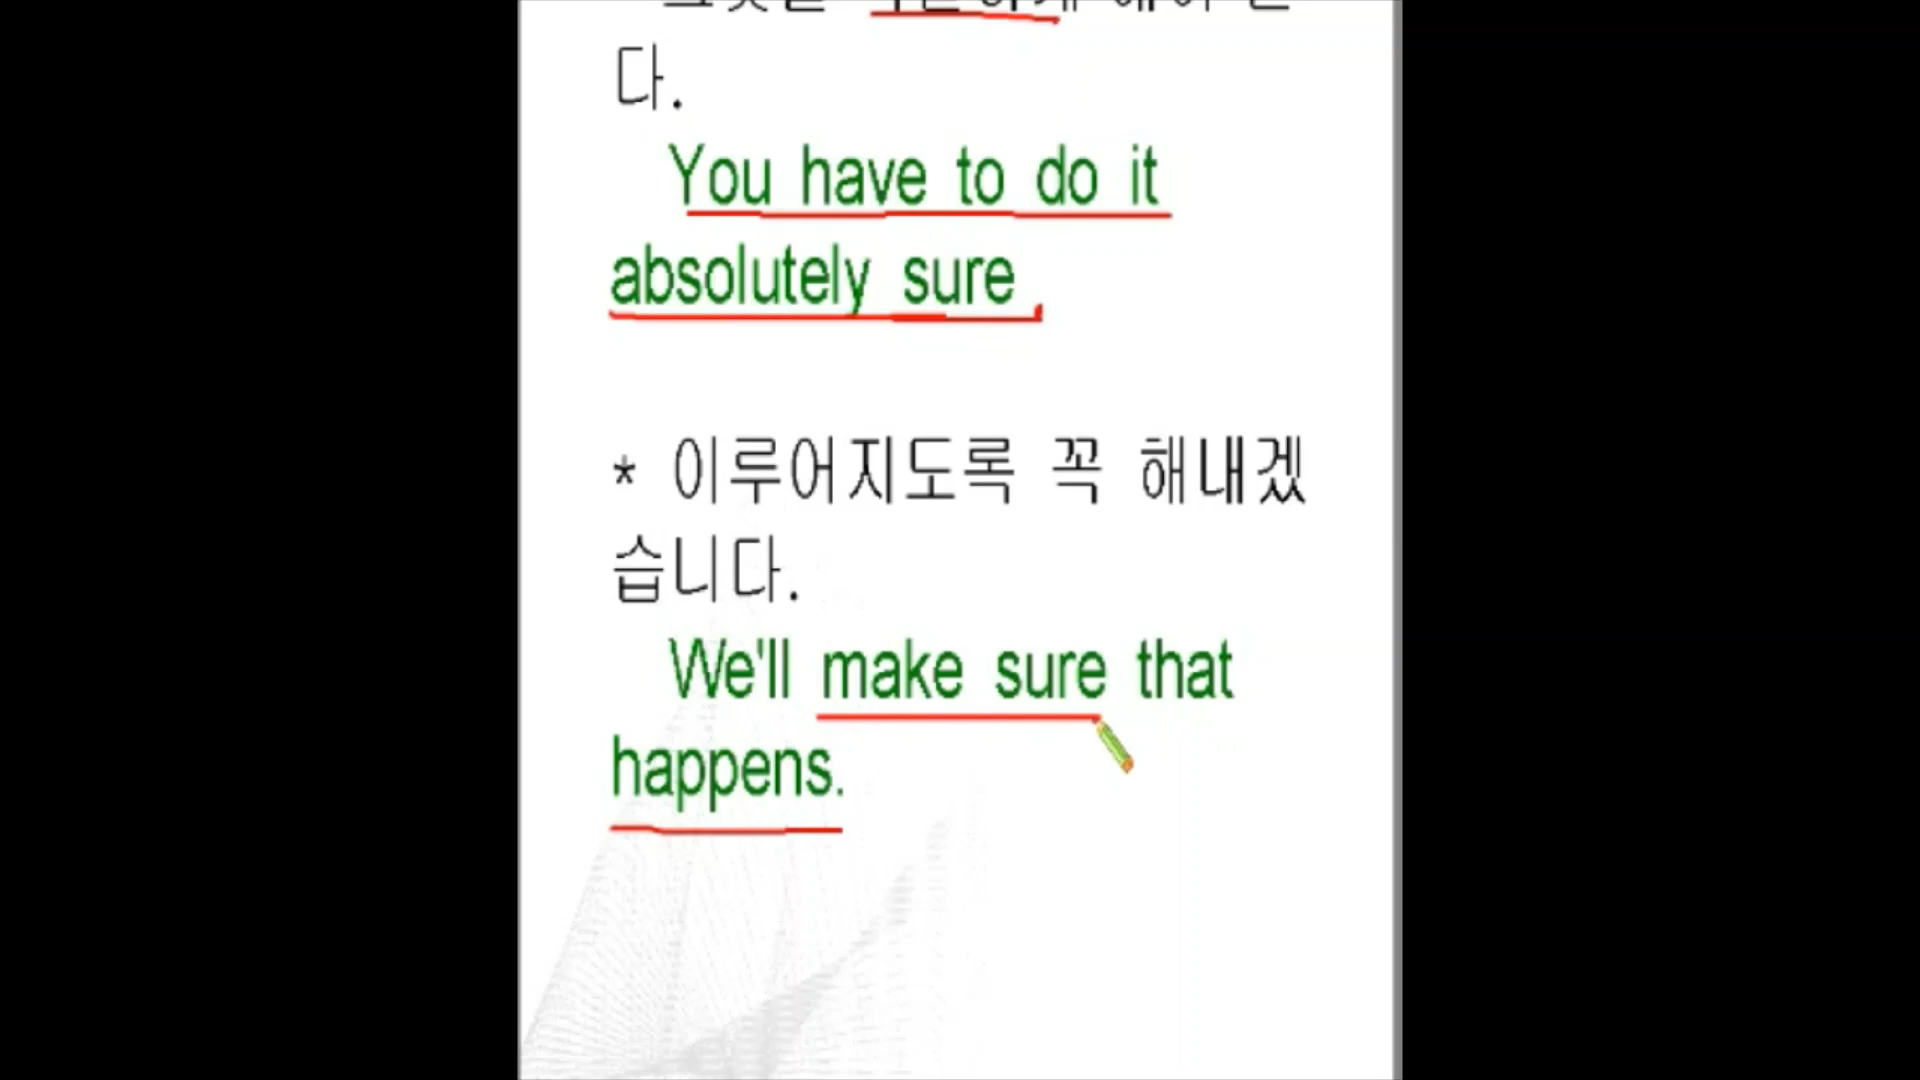 다.
You have to do it
absolutely sure
* 이루어지도록 꼭 해내겠
습니다.
We'll make sure that
happens.